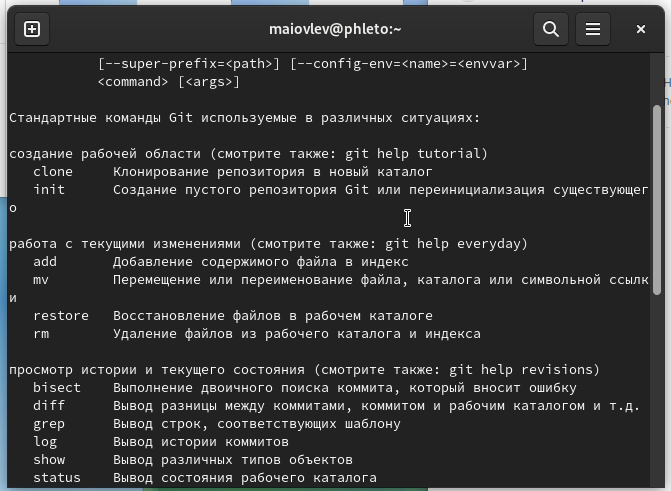 maiovlev@phleto:~
[--super-prefix=<path>] [--config-env=<name>=<envvar>]
<command> [<args>]
Стандартные команды Git используемые в различных ситуациях:
создание рабочей области (смотрите также: git help tutorial)
clone Клонирование репозитория в новый каталог
init Создание пустого репозитория Git или переинициализация существующег
о
работа с текущими изменениями (смотрите также: git help everyday)
add Добавление содержимого файла в индекс
mv Перемещение или переименование файла, каталога или символьной ссылк
и
restore Восстановление файлов в рабочем каталоге
rm Удаление файлов из рабочего каталога и индекса
просмотр истории и текущего состояния (смотрите также: git help revisions)
bisect Выполнение двоичного поиска коммита, который вносит ошибку
diff Вывод разницы между коммитами, коммитом и рабочим каталогом и т.д.
grep Вывод строк, соответствующих шаблону
log Вывод истории коммитов
show Вывод различных типов объектов
status Вывод состояния рабочего каталога